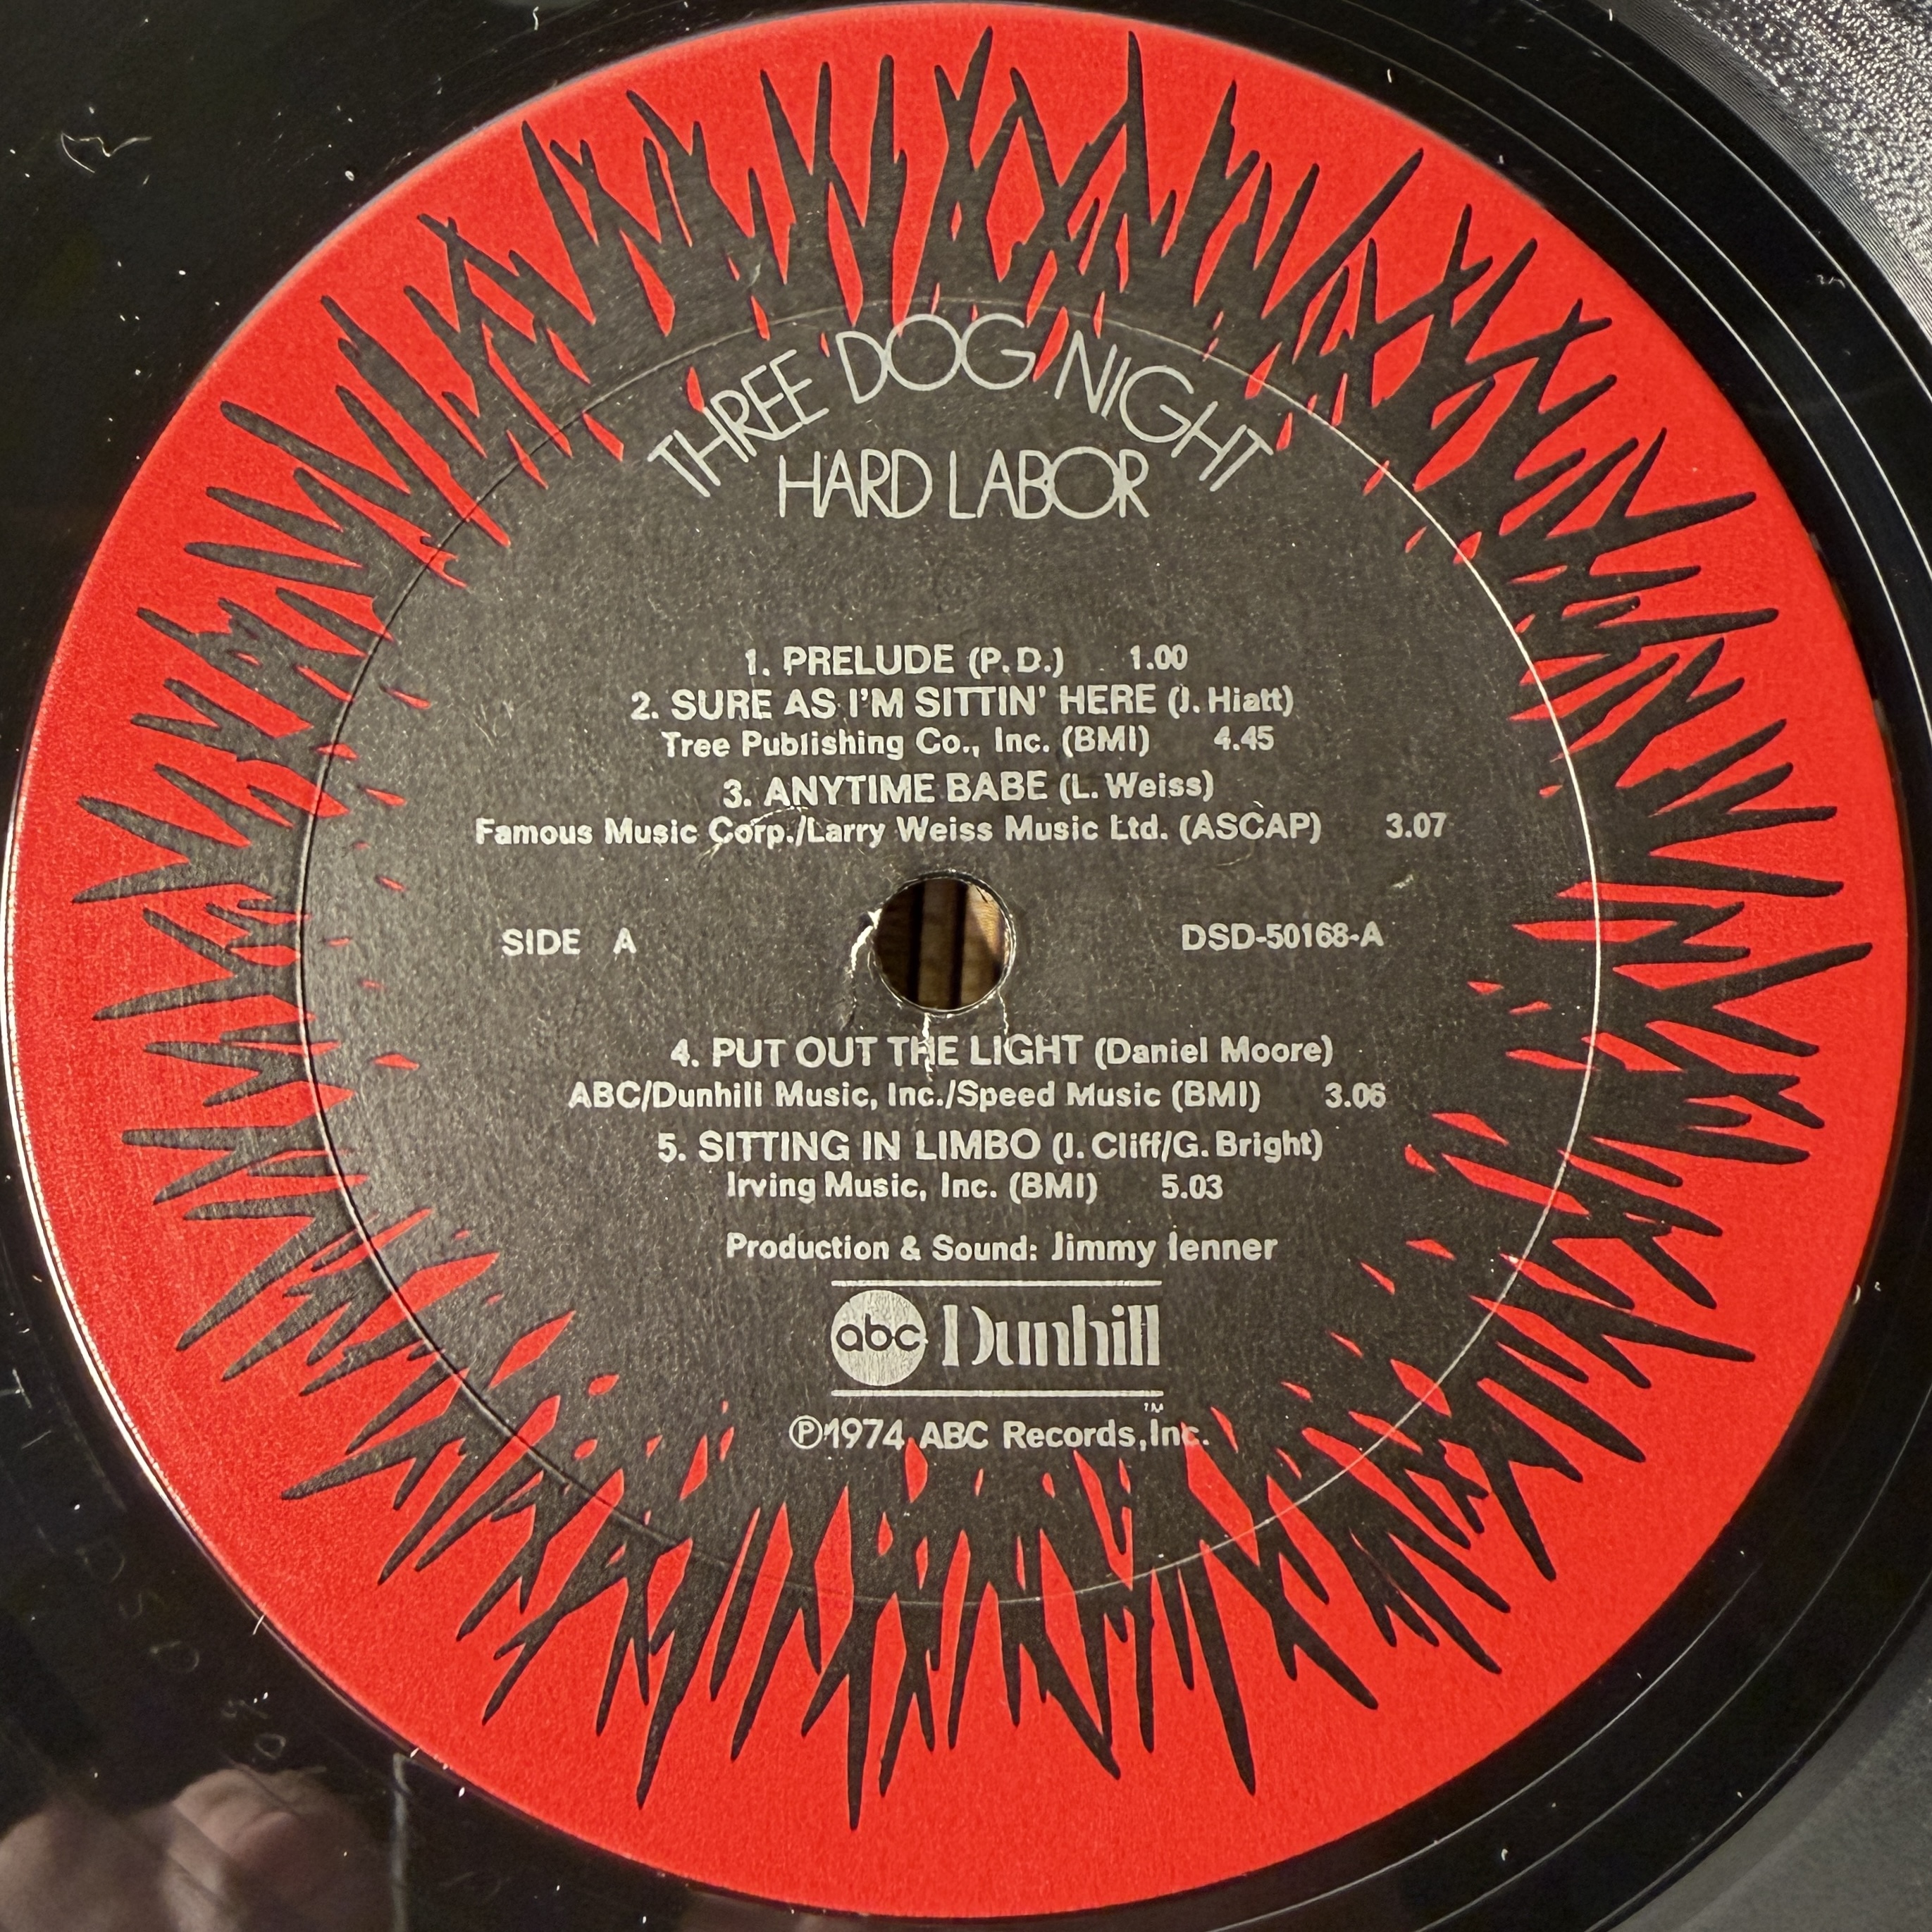 THREE DOG NIGHT
HARD LABOR
1. PRELUDE (P.D.) 1.00
2. SURE AS I'M SITTIN' HERE (J. Hiatt)
Tree Publishing Co., Inc. (BMI) 4.45
3. ANYTIME BABE (L. Weiss)
Famous Music Corp./Larry Weiss Music Ltd. (ASCAP) 3.07
SIDE A DSD-50168-A
4. PUT OUT THE LIGHT (Daniel Moore)
ABC/Dunhill Music, Inc./Speed Music (BMI) 3.06
5. SITTING IN LIMBO (J. Cliff/G. Bright)
Irving Music, Inc. (BMI) 5.03
Production & Sound: Jimmy Ienner
abc Dunhill
TM
Ⓟ1974 ABC Records, Inc.